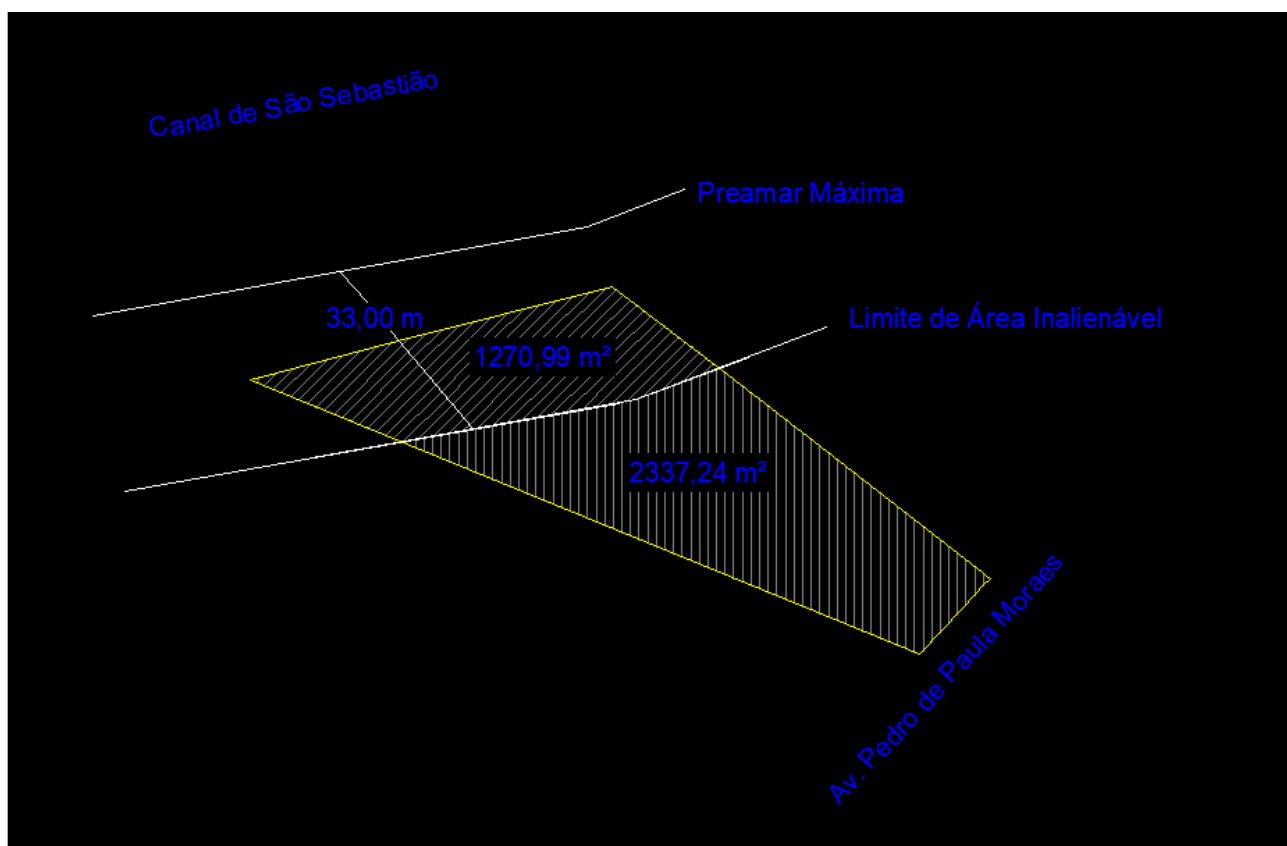 Canal de São Sebastião
Preamar Máxima
33,00 m
Limite de Área Inalienável
1270,99 m²
2337,24 m²
Av. Pedro de Paula Moraes